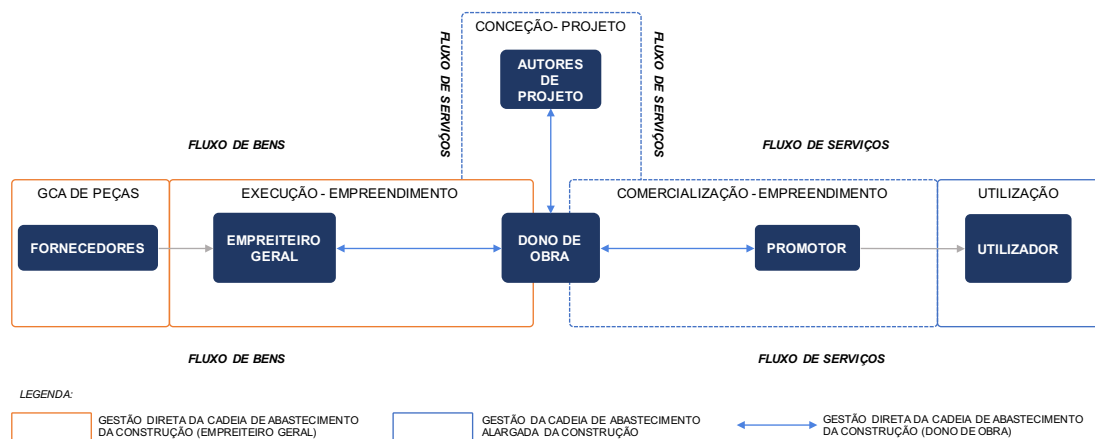 CONCEÇÃO- PROJETO
FLUXO DE SERVIÇOS
FLUXO DE SERVIÇOS
AUTORES
DE
PROJETO
FLUXO DE BENS
FLUXO DE SERVIÇOS
GCA DE PEÇAS
EXECUÇÃO - EMPREENDIMENTO
COMERCIALIZAÇÃO - EMPREENDIMENTO
UTILIZAÇÃO
FORNECEDORES
EMPREITEIRO
GERAL
DONO DE
OBRA
PROMOTOR
UTILIZADOR
FLUXO DE BENS
FLUXO DE SERVIÇOS
LEGENDA:
GESTÃO DIRETA DA CADEIA DE ABASTECIMENTO
DA CONSTRUÇÃO (EMPREITEIRO GERAL)
GESTÃO DA CADEIA DE ABASTECIMENTO
ALARGADA DA CONSTRUÇÃO
GESTÃO DIRETA DA CADEIA DE ABASTECIMENTO
DA CONSTRUÇÃO (DONO DE OBRA)